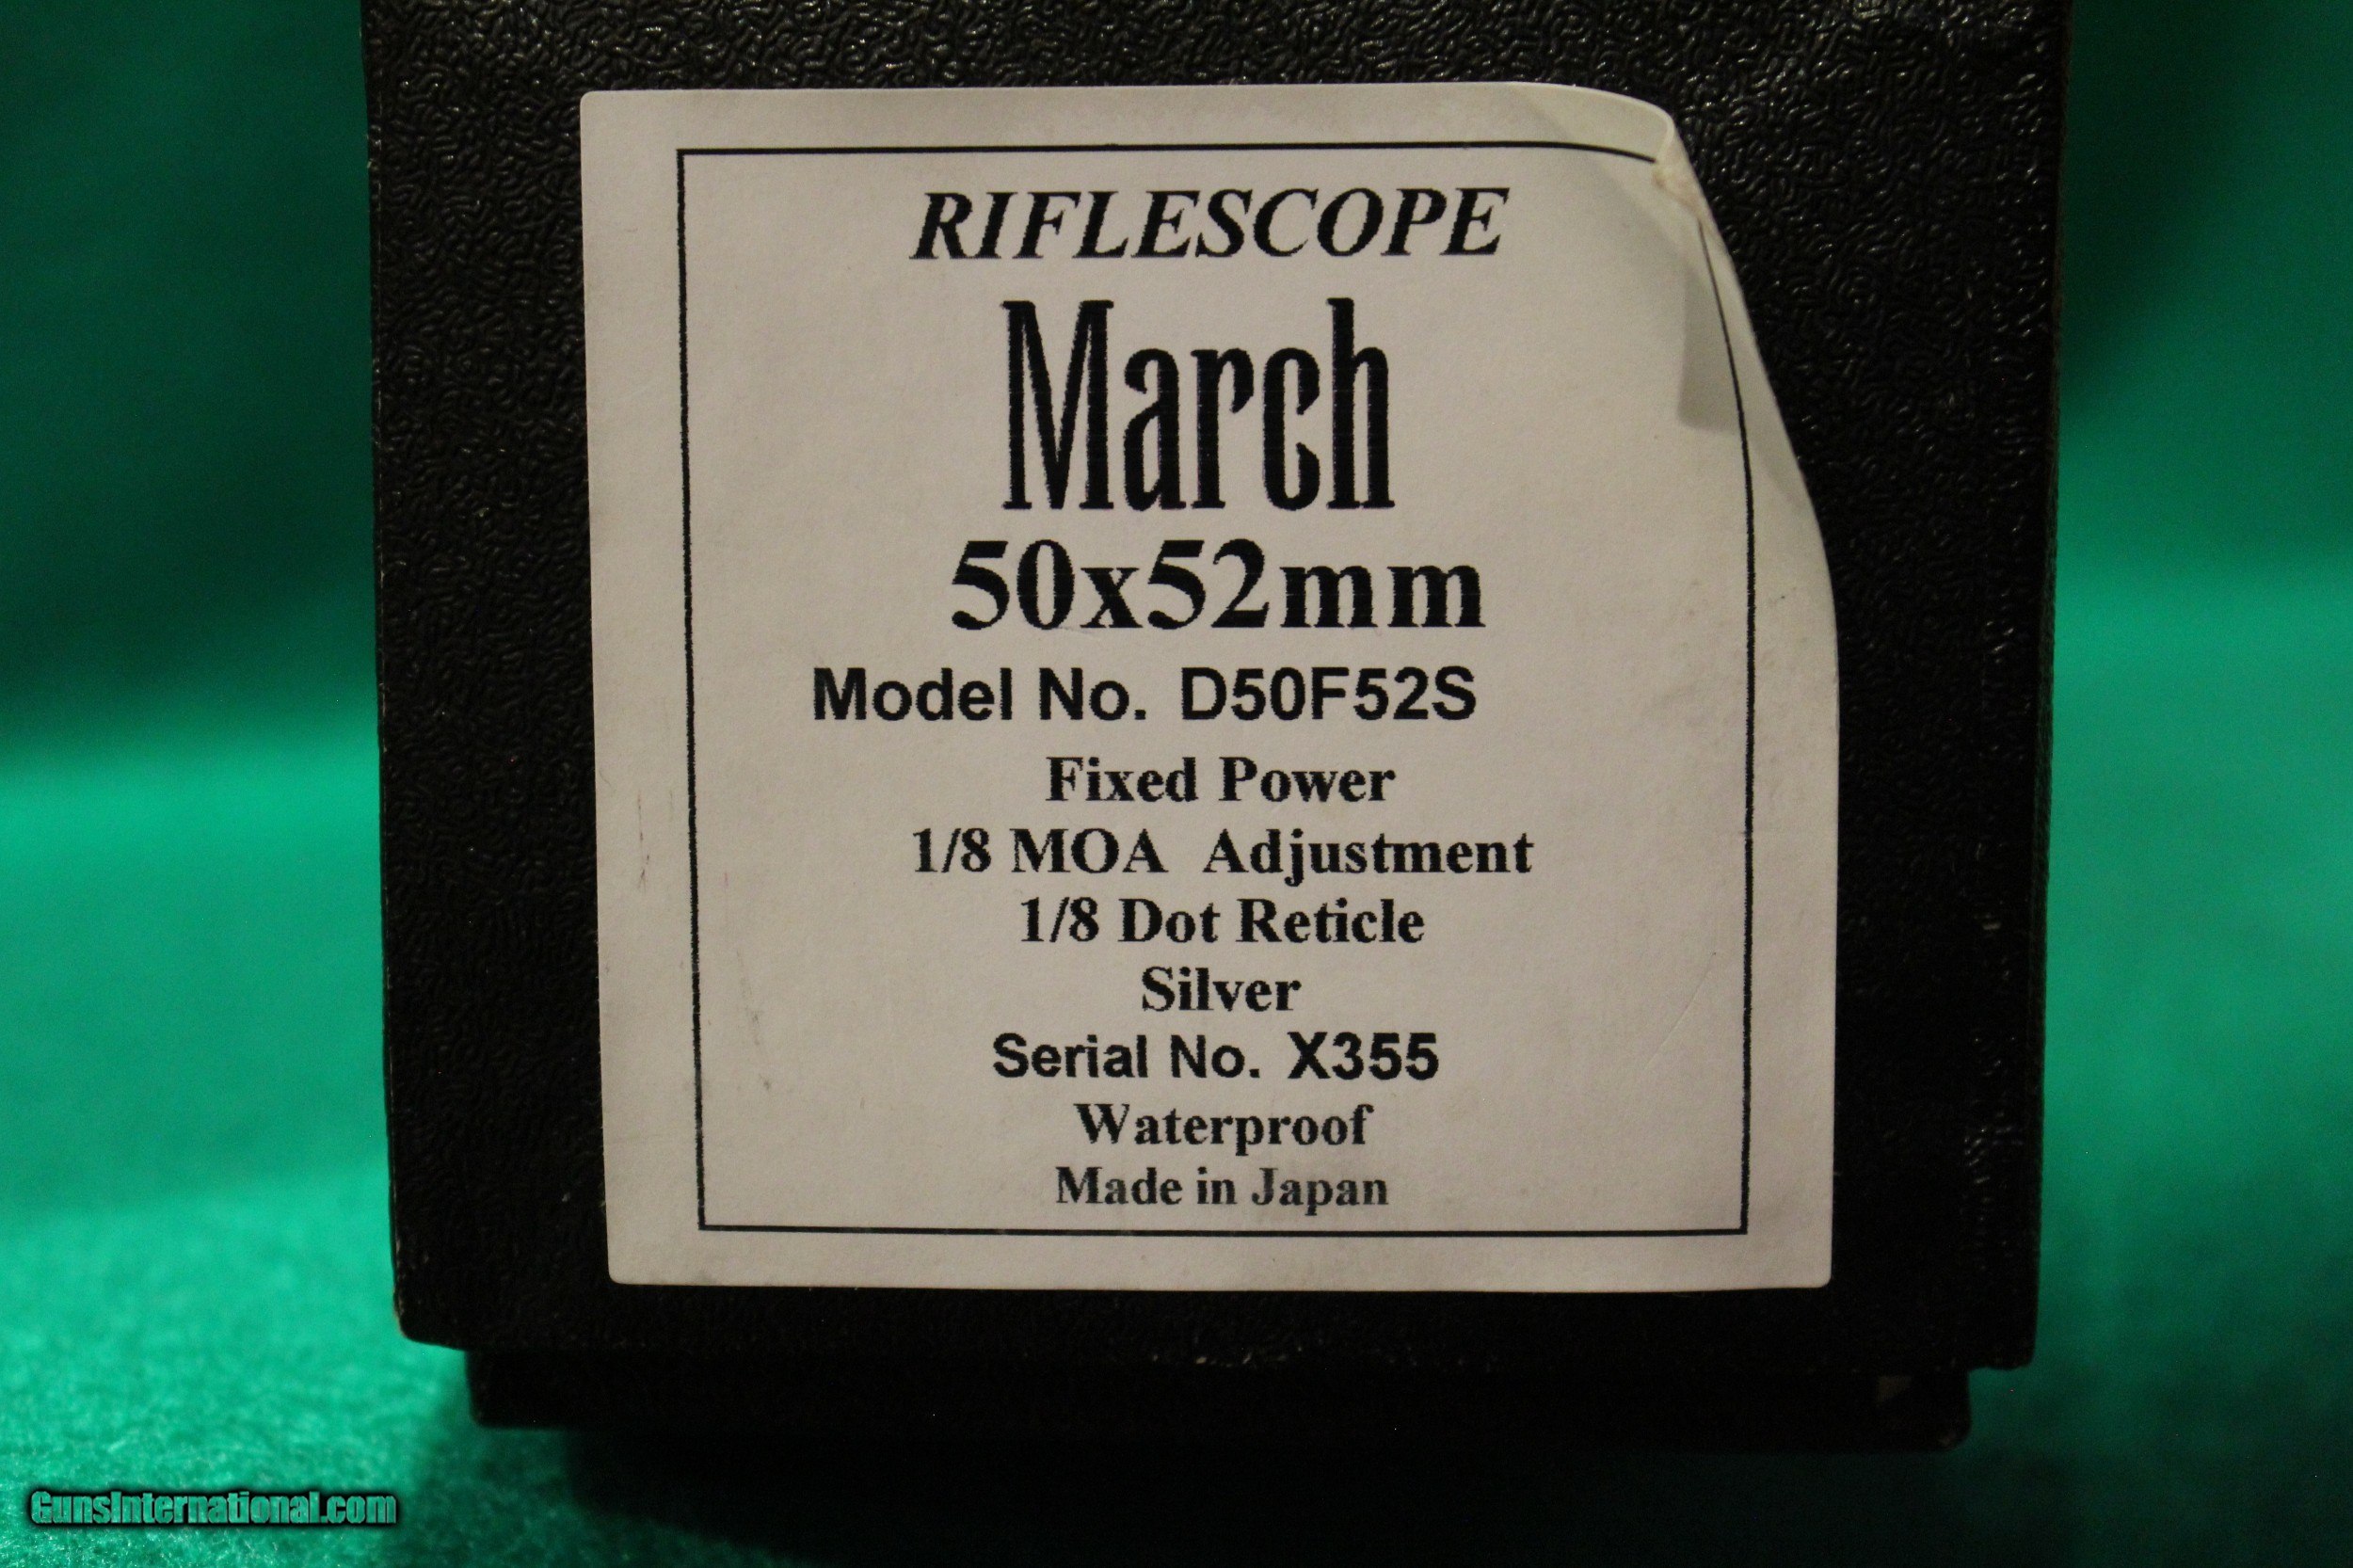 RIFLESCOPE
March
50x52mm
Model No. D50F52S
Fixed Power
1/8 MOA Adjustment
1/8 Dot Reticle
Silver
Serial No. X355
Waterproof
Made in Japan
GunsInternational.com